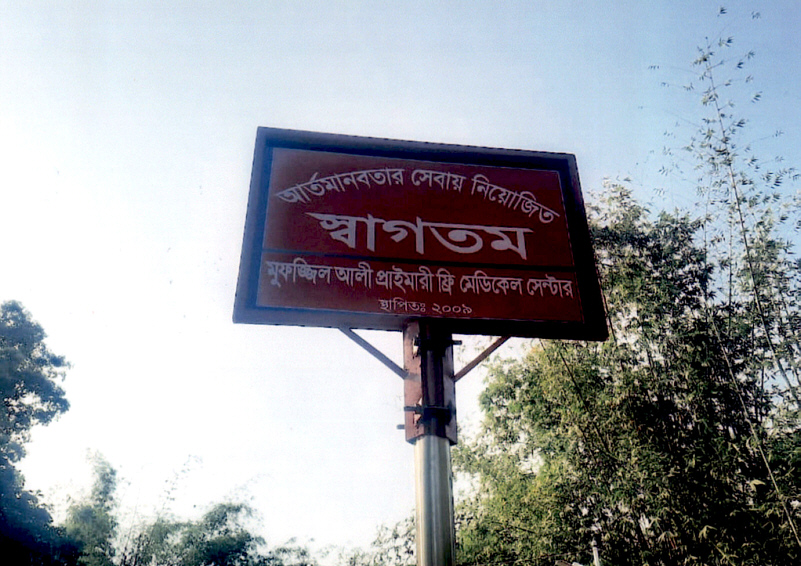 আর্তমানবতার সেবায় নিয়োজিত
স্বাগতম
মুফজ্জিল আলী প্রাইমারী ফ্রি মেডিকেল সেন্টার
স্থাপিতঃ ২০০৯